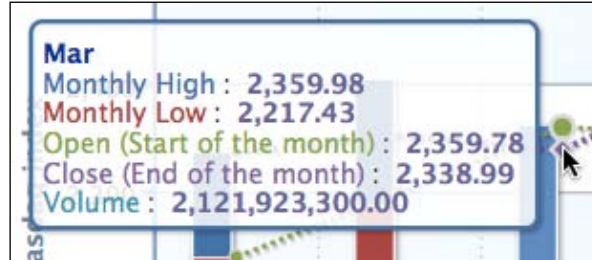 Mar
Monthly High : 2,359.98
Monthly Low : 2,217.43
Open (Start of the month) : 2,359.78
Close (End of the month) : 2,338.99
Volume : 2,121,923,300.00